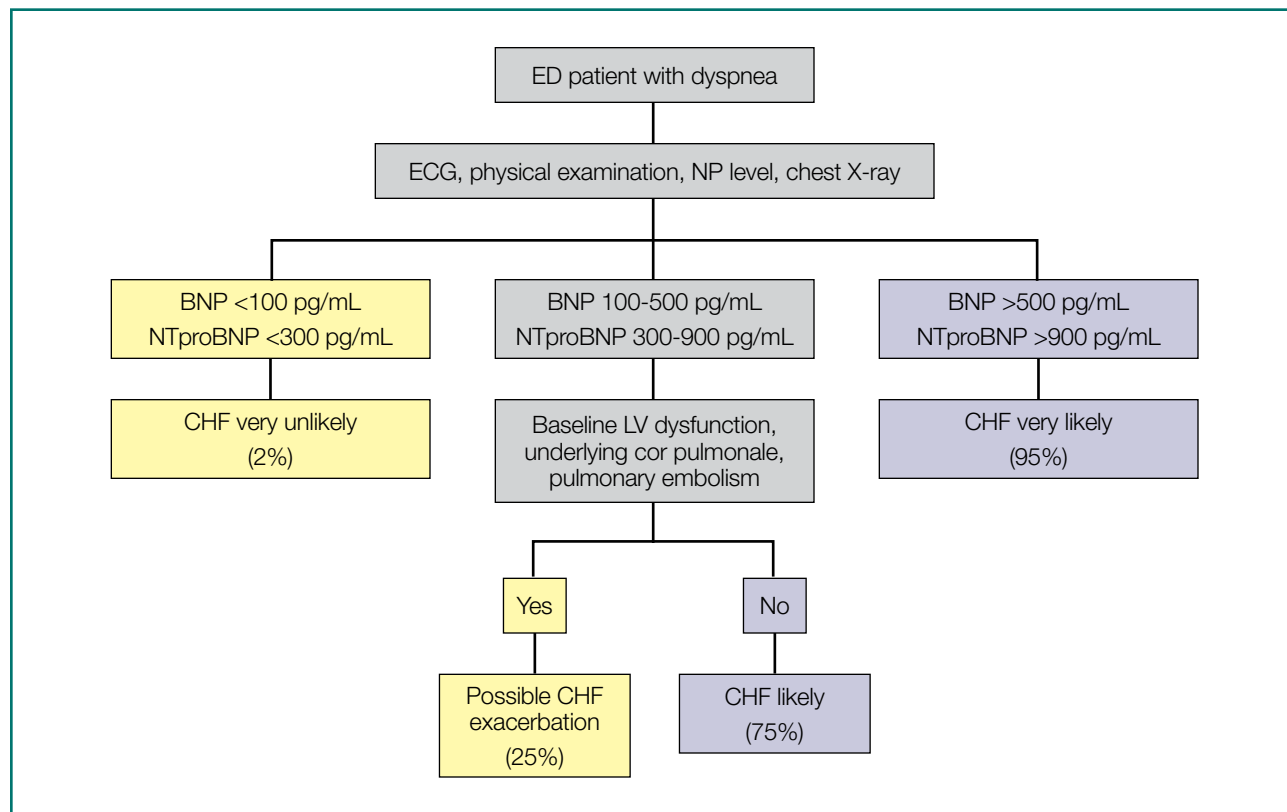 ED patient with dyspnea
ECG, physical examination, NP level, chest X-ray
BNP <100 pg/mL
NTproBNP <300 pg/mL
BNP 100-500 pg/mL
NTproBNP 300-900 pg/mL
BNP >500 pg/mL
NTproBNP >900 pg/mL
CHF very unlikely
(2%)
Baseline LV dysfunction,
underlying cor pulmonale,
pulmonary embolism
CHF very likely
(95%)
Yes
No
Possible CHF
exacerbation
(25%)
CHF likely
(75%)